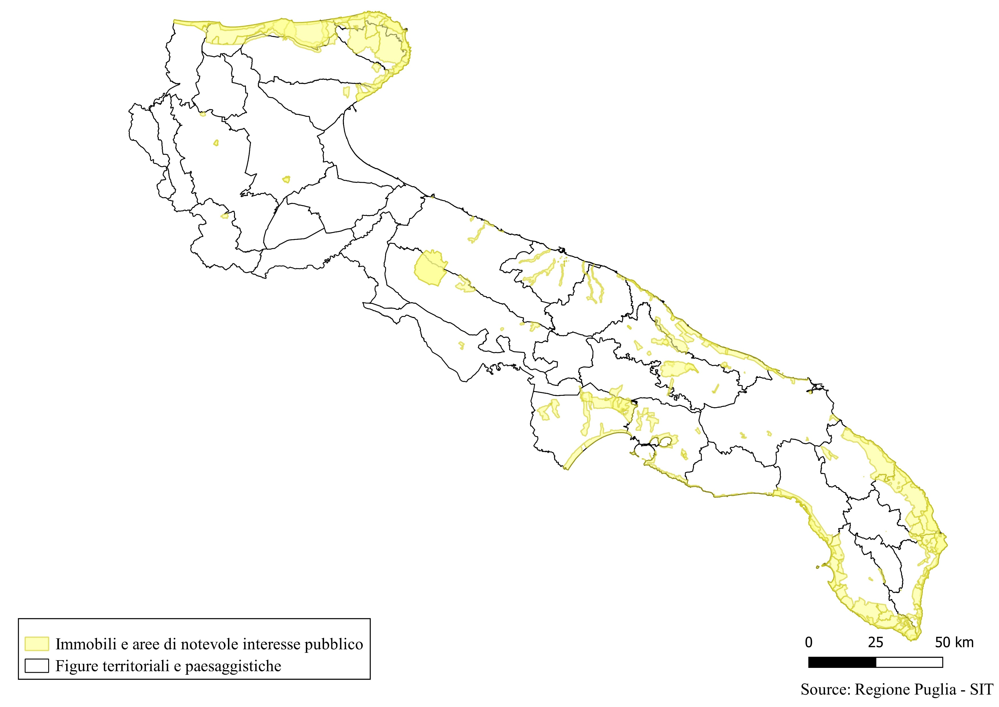 Immobili e aree di notevole interesse pubblico
Figure territoriali e paesaggistiche
0 25 50 km
Source: Regione Puglia - SIT